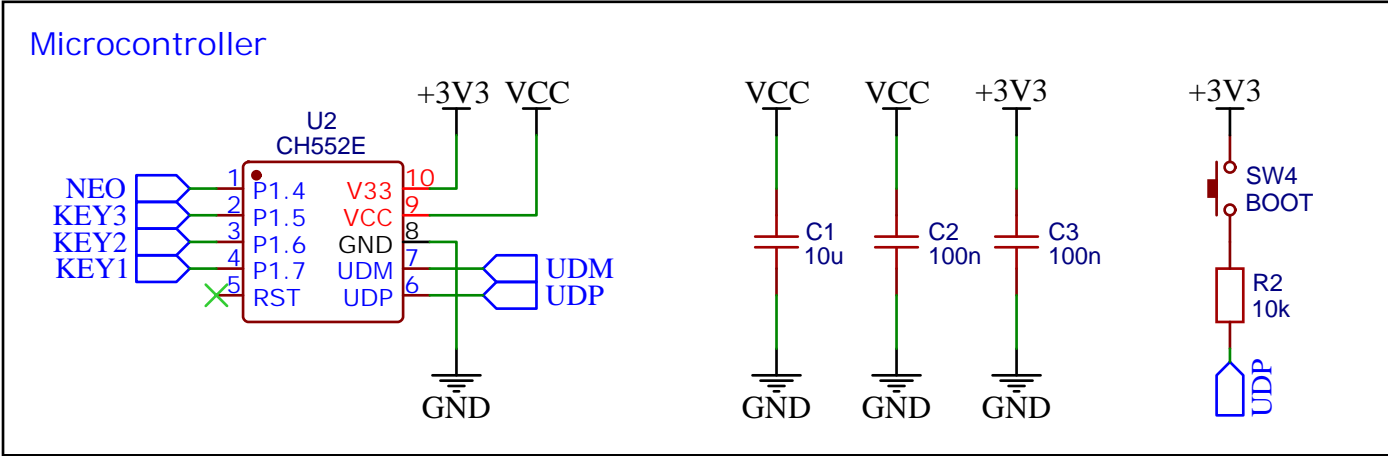 Microcontroller
+3V3 VCC
U2
CH552E
NEO 1 P1.4 V33 10
KEY3 2 P1.5 VCC 9
KEY2 3 P1.6 GND 8
KEY1 4 P1.7 UDM 7 UDM
5 RST UDP 6 UDP
GND
VCC
C1
10u
GND
VCC
C2
100n
GND
+3V3
C3
100n
GND
+3V3
SW4
BOOT
R2
10k
UDP